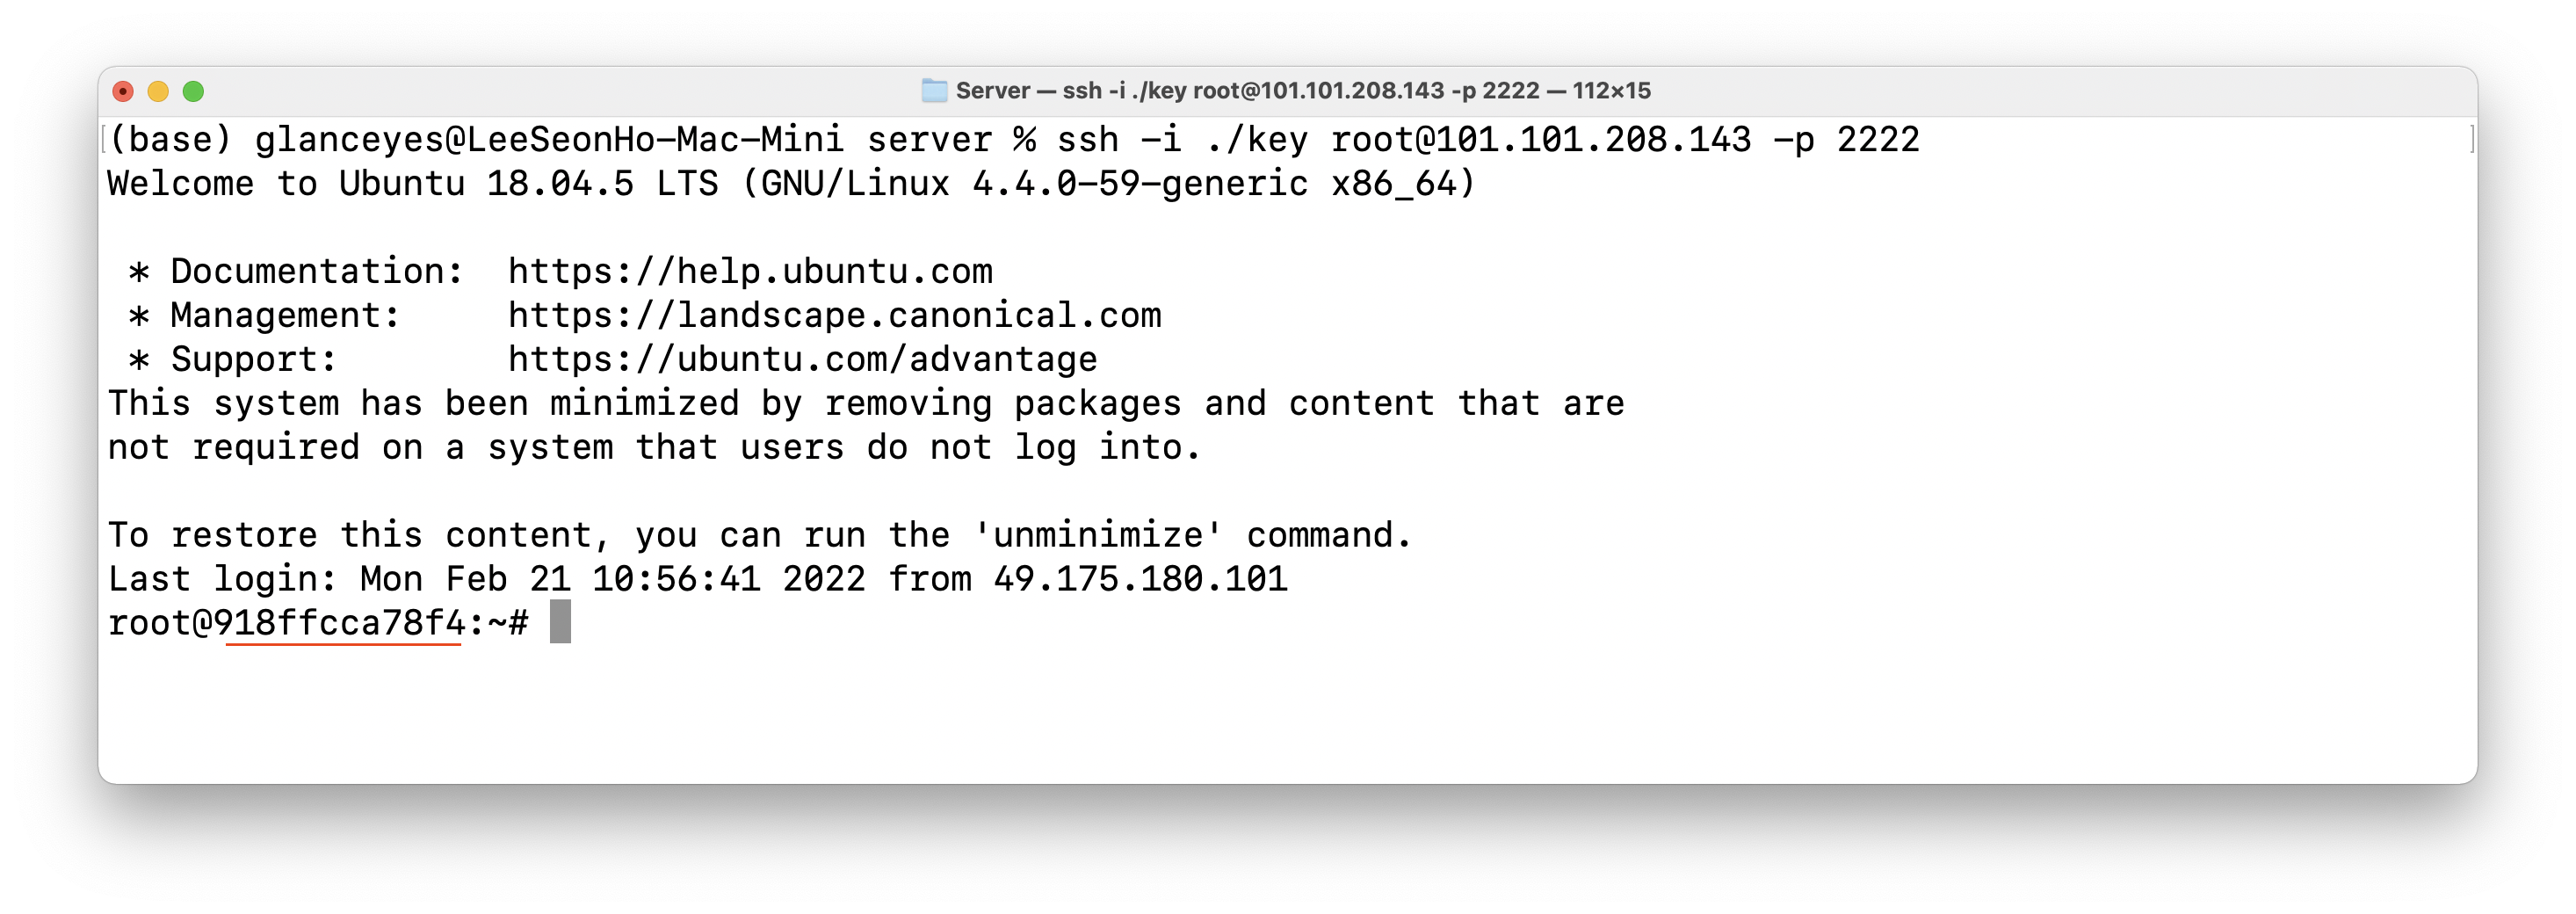 Server — ssh -i ./key root@101.101.208.143 -p 2222 — 112×15
(base) glanceyes@LeeSeonHo-Mac-Mini server % ssh -i ./key root@101.101.208.143 -p 2222
Welcome to Ubuntu 18.04.5 LTS (GNU/Linux 4.4.0-59-generic x86_64)
 * Documentation:  https://help.ubuntu.com
 * Management:     https://landscape.canonical.com
 * Support:        https://ubuntu.com/advantage
This system has been minimized by removing packages and content that are
not required on a system that users do not log into.
To restore this content, you can run the 'unminimize' command.
Last login: Mon Feb 21 10:56:41 2022 from 49.175.180.101
root@918ffcca78f4:~#